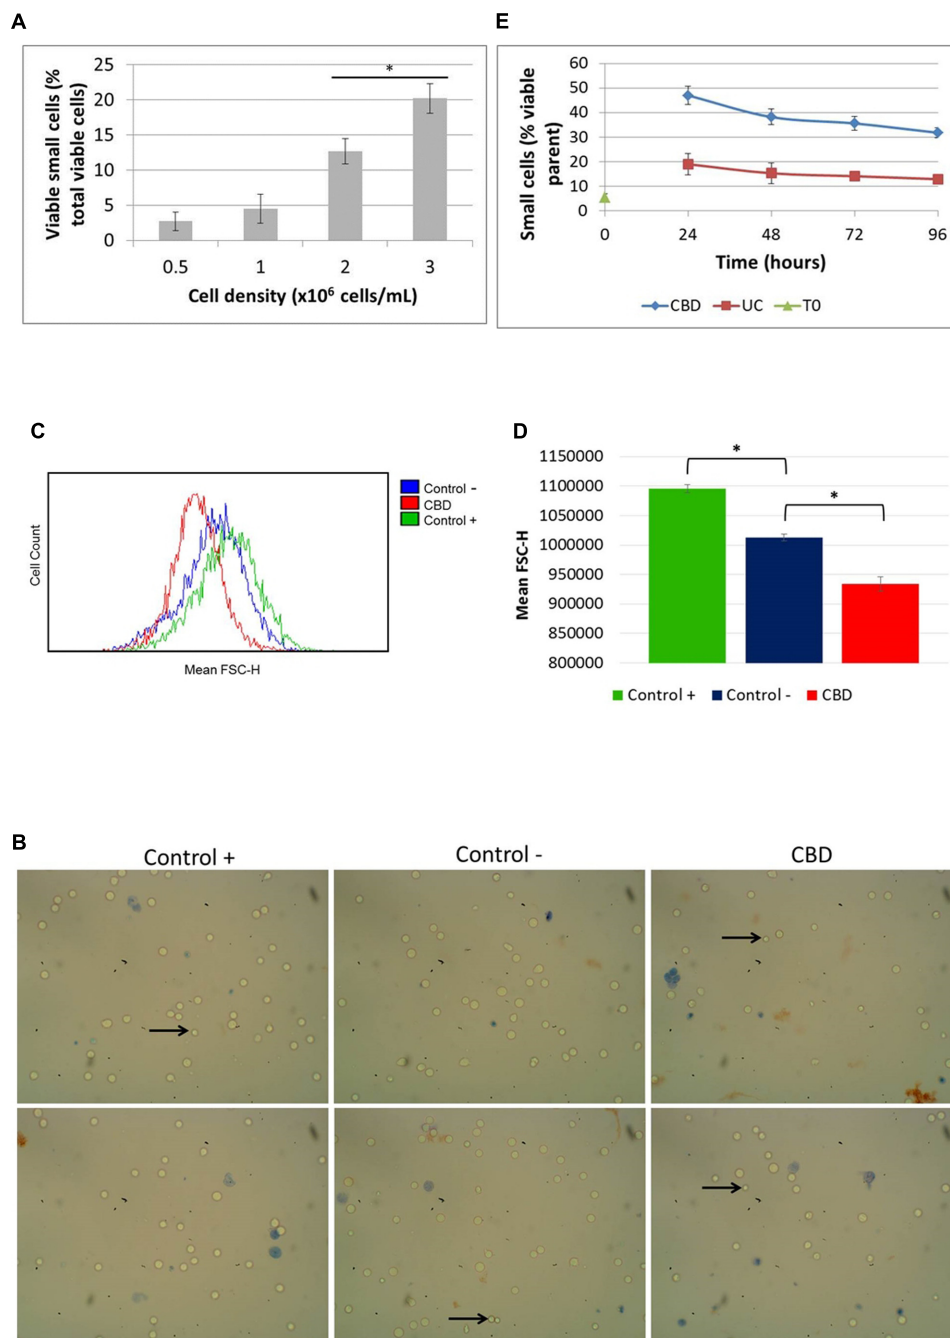 A
Viable small cells (%
total viable cells)
25
20
15
10
5
0
*
0.5 1 2 3
Cell density (x10⁶ cells/mL)
E
Small cells (% viable
parent)
60
50
40
30
20
10
0
0 24 48 72 96
Time (hours)
CBD UC T0
C
Cell Count
Mean FSC-H
Control -
CBD
Control +
D
Mean FSC-H
1150000
1100000
1050000
1000000
950000
900000
850000
800000
*
*
Control + Control - CBD
B
Control + Control - CBD